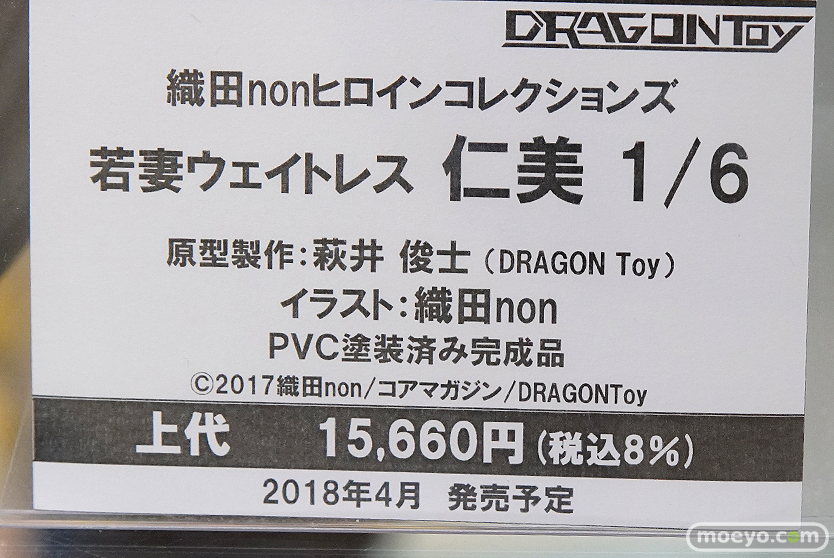 DRAGONToy
織田nonヒロインコレクションズ
若妻ウェイトレス 仁美 1/6
原型製作：萩井 俊士（DRAGON Toy）
イラスト：織田non
PVC塗装済み完成品
©2017織田non/コアマガジン/DRAGONToy
上代 15,660円（税込8%）
2018年4月 発売予定
moeyo.com